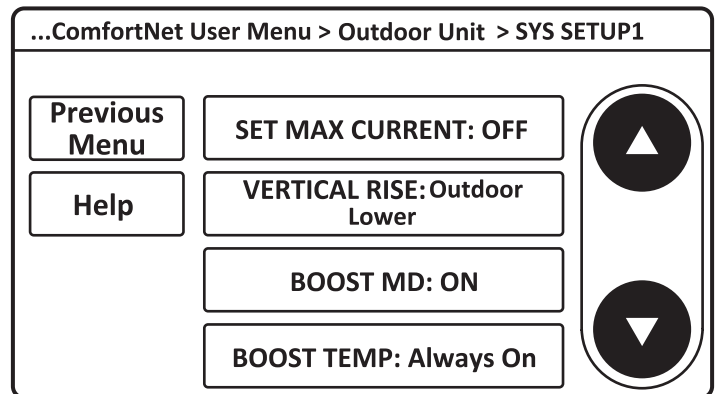 ...ComfortNet User Menu > Outdoor Unit > SYS SETUP1
Previous
Menu
SET MAX CURRENT: OFF
Help
VERTICAL RISE: Outdoor
Lower
BOOST MD: ON
BOOST TEMP: Always On